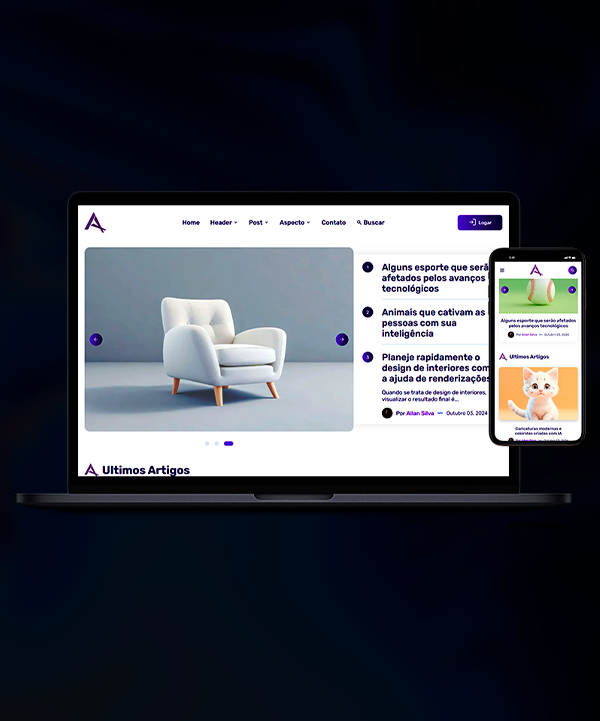 Home Header Post Aspecto Contato Buscar Logar
1 Alguns esporte que serã
afetados pelos avanços
tecnológicos
2 Animais que cativam as
pessoas com sua
inteligência
3 Planeje rapidamente o
design de interiores com
a ajuda de renderizações
Quando se trata de design de interiores,
visualizar o resultado final é...
Por Allan Silva Outubro 03, 2024
Ultimos Artigos
Alguns esporte que serão afetados
pelos avanços tecnológicos
Por Allan Silva Outubro 03, 2024
Ultimos Artigos
Caricaturas modernas e
coloridas criadas com IA